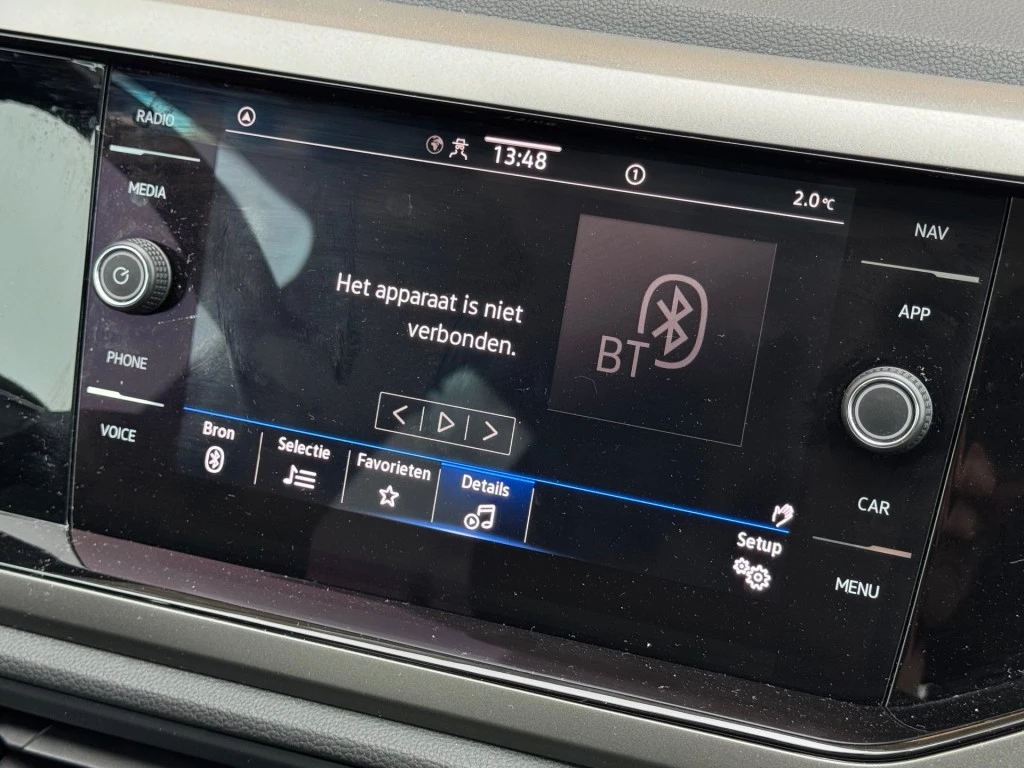 RADIO
MEDIA
PHONE
VOICE
13:48
1
2.0°C
Het apparaat is niet
verbonden.
BT
Bron
Selectie
Favorieten
Details
Setup
NAV
APP
CAR
MENU